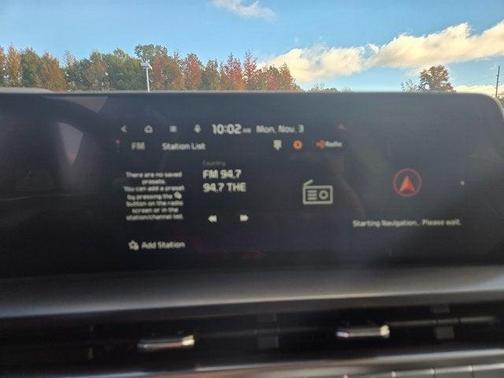 10:02 AM Mon, Nov. 3
FM Station List
Radio
There are no saved
presets.
You can add a preset
by pressing the
button on the radio
screen or in the
station/channel list.
Country
FM 94.7
94.7 THE
Starting Navigation... Please wait.
Add Station